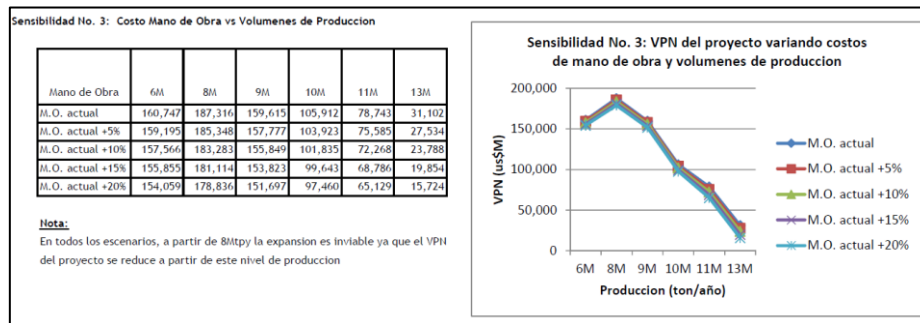 Sensibilidad No. 3: Costo Mano de Obra vs Volumenes de Produccion
Mano de Obra 6M 8M 9M 10M 11M 13M
M.O. actual 160,747 187,316 159,615 105,912 78,743 31,102
M.O. actual +5% 159,195 185,348 157,777 103,923 75,585 27,534
M.O. actual +10% 157,566 183,283 155,849 101,835 72,268 23,788
M.O. actual +15% 155,855 181,114 153,823 99,643 68,786 19,854
M.O. actual +20% 154,059 178,836 151,697 97,460 65,129 15,724
Nota:
En todos los escenarios, a partir de 8Mtpy la expansion es inviable ya que el VPN
del proyecto se reduce a partir de este nivel de produccion
Sensibilidad No. 3: VPN del proyecto variando costos
de mano de obra y volumenes de produccion
VPN (us$M)
200,000
150,000
100,000
50,000
0
6M 8M 9M 10M 11M 13M
Produccion (ton/año)
M.O. actual
M.O. actual +5%
M.O. actual +10%
M.O. actual +15%
M.O. actual +20%